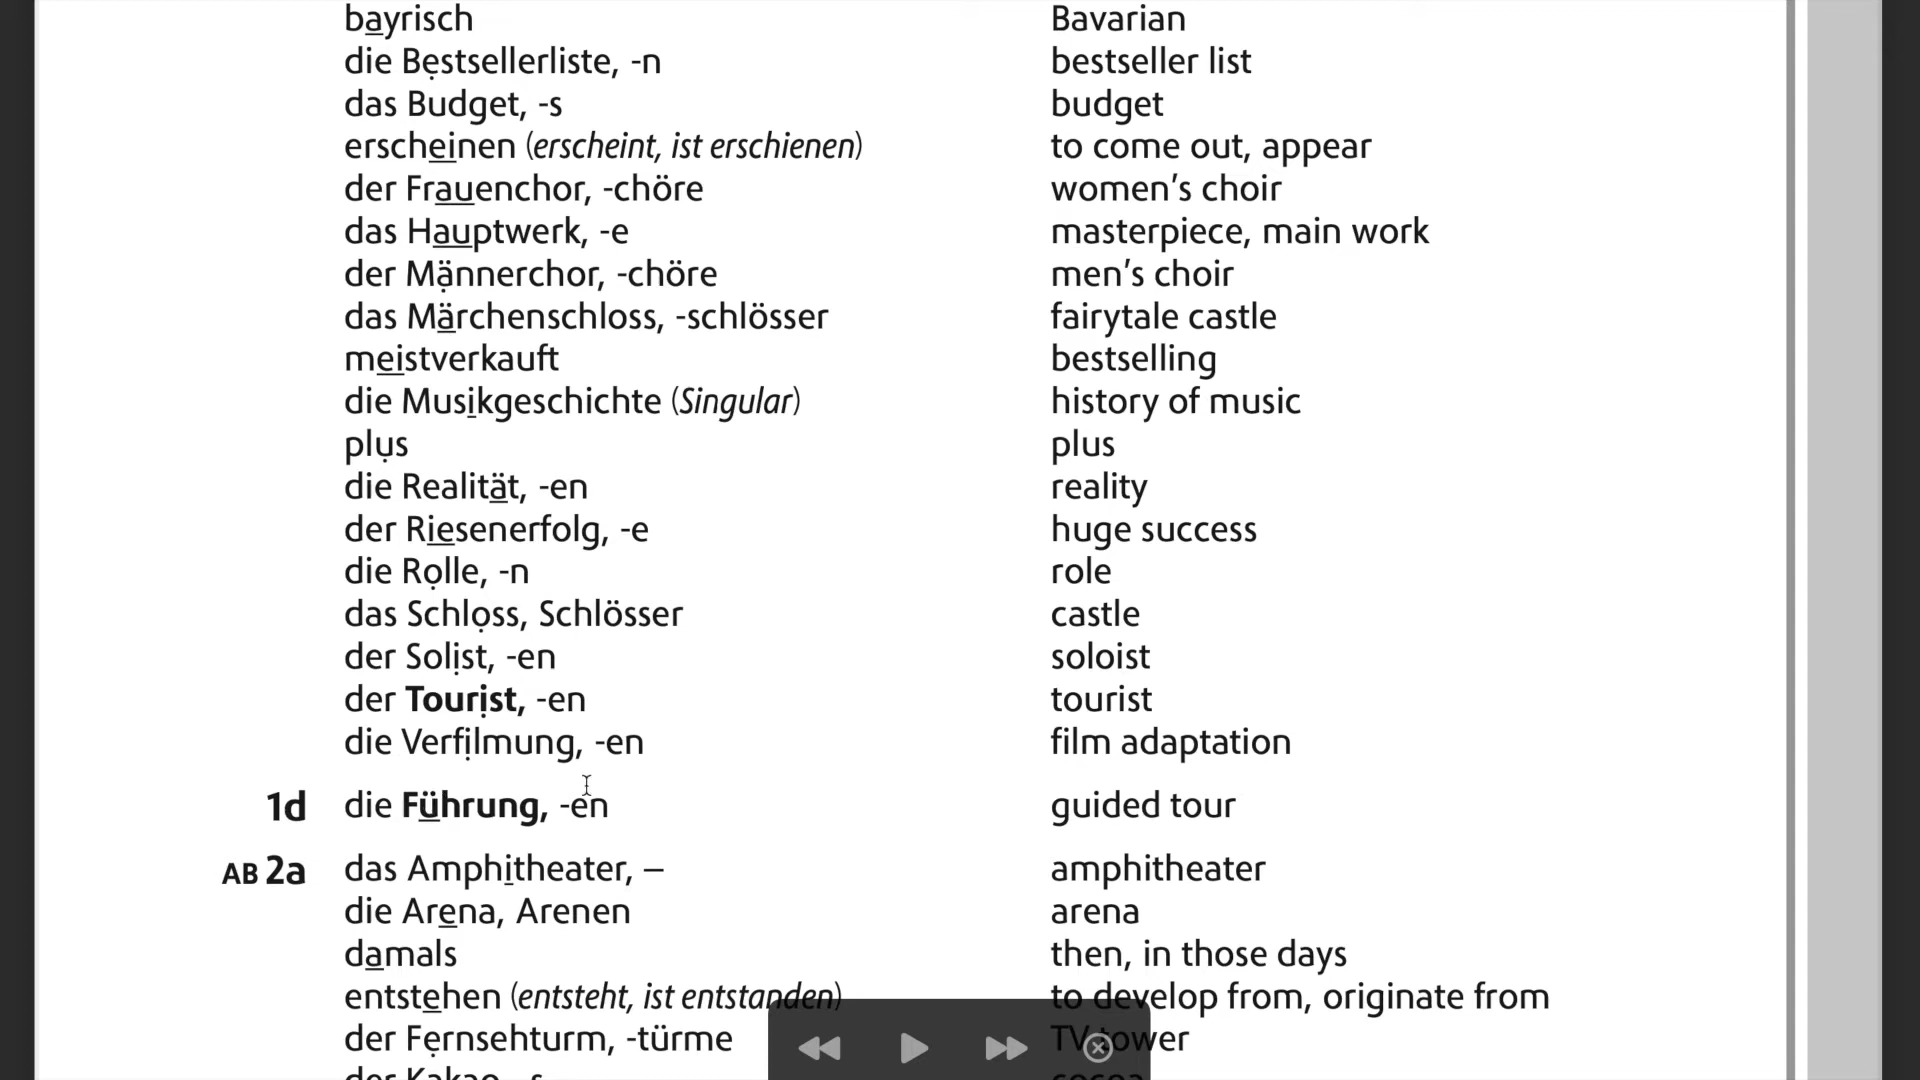 bayrisch Bavarian
die Bestsellerliste, -n bestseller list
das Budget, -s budget
erscheinen (erscheint, ist erschienen) to come out, appear
der Frauenchor, -chöre women’s choir
das Hauptwerk, -e masterpiece, main work
der Männerchor, -chöre men’s choir
das Märchenschloss, -schlösser fairytale castle
meistverkauft bestselling
die Musikgeschichte (Singular) history of music
plus plus
die Realität, -en reality
der Riesenerfolg, -e huge success
die Rolle, -n role
das Schloss, Schlösser castle
der Solist, -en soloist
der Tourist, -en tourist
die Verfilmung, -en film adaptation
1d die Führung, -en guided tour
AB 2a das Amphitheater, – amphitheater
die Arena, Arenen arena
damals then, in those days
entstehen (entsteht, ist entstanden) to develop from, originate from
der Fernsehturm, -türme TV tower
der Kakao, -s cocoa